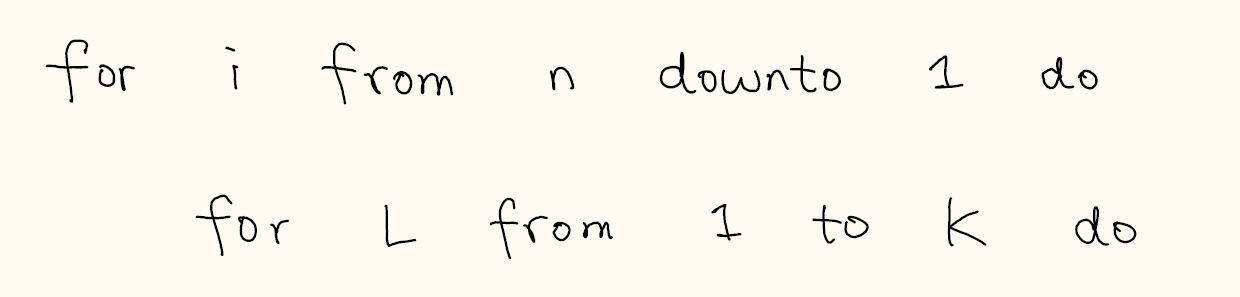 for i from n downto 1 do
for L from 1 to K do